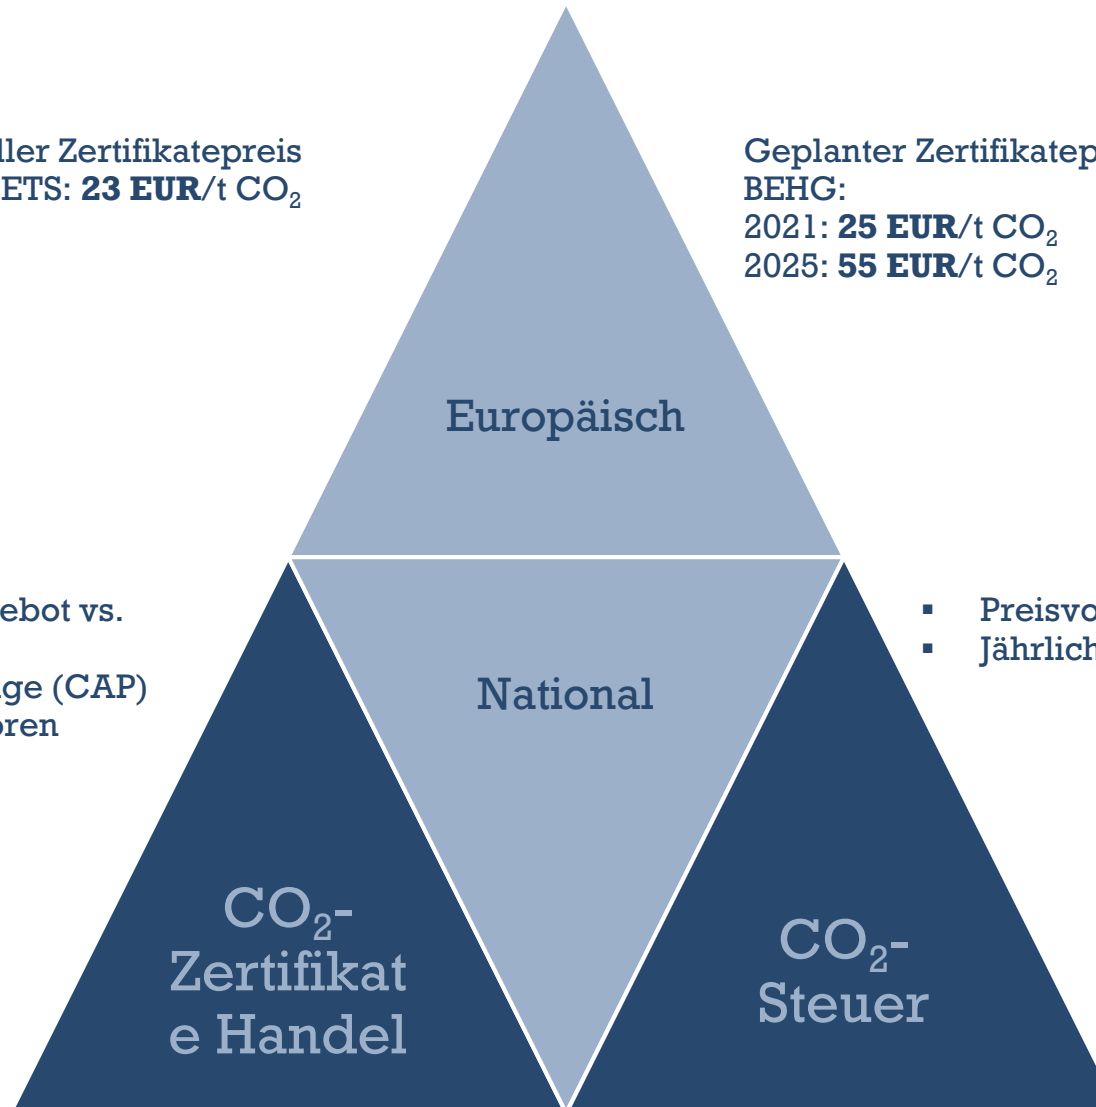 ller Zertifikatepreis
ETS: 23 EUR/t CO₂
Geplanter Zertifikatep
BEHG:
2021: 25 EUR/t CO₂
2025: 55 EUR/t CO₂
Europäisch
ebot vs.
ge (CAP)
oren
▪ Preisvo
▪ Jährlich
National
CO₂-
Zertifikat
e Handel
CO₂-
Steuer